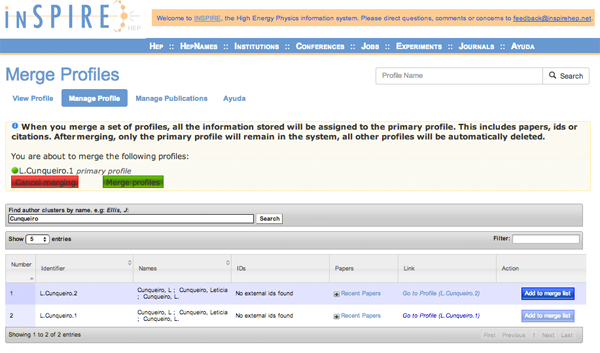 inSPIRE HEP
Welcome to INSPIRE, the High Energy Physics information system. Please direct questions, comments or concerns to feedback@inspirehep.net.
HEP :: HEPNAMES :: INSTITUTIONS :: CONFERENCES :: JOBS :: EXPERIMENTS :: JOURNALS :: AYUDA
Merge Profiles
Profile Name
Search
View Profile Manage Profile Manage Publications Ayuda
When you merge a set of profiles, all the information stored will be assigned to the primary profile. This includes papers, ids or
citations. After merging, only the primary profile will remain in the system, all other profiles will be automatically deleted.
You are about to merge the following profiles:
L.Cunqueiro.1 primary profile
Cancel merging Merge profiles
Find author clusters by name. e.g: Ellis, J:
Cunqueiro Search
Show 5 entries Filter:
Number Identifier Names IDs Papers Link Action
1 L.Cunqueiro.2 Cunqueiro, L ; Cunqueiro, Leticia ; Cunqueiro, L. No external ids found Recent Papers Go to Profile (L.Cunqueiro.2) Add to merge list
2 L.Cunqueiro.1 Cunqueiro, L ; Cunqueiro, Leticia ; Cunqueiro, L. No external ids found Recent Papers Go to Profile (L.Cunqueiro.1) Add to merge list
Showing 1 to 2 of 2 entries First Previous 1 Next Last